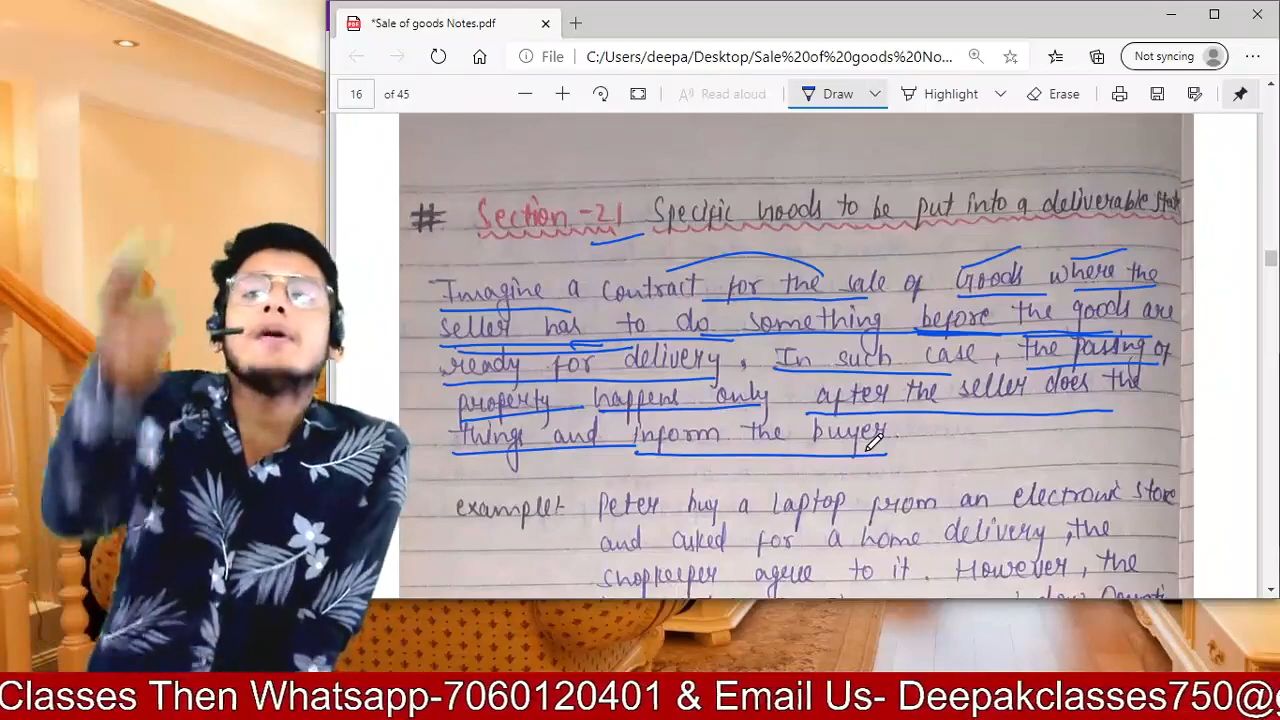 *Sale of goods Notes.pdf
File
C:/Users/deepa/Desktop/Sale%20of%20goods%20No...
Not syncing
16 of 45
Read aloud
Draw
Highlight
Erase
# Section-21 Specific Goods to be put into a deliverable stat
Imagine a contract for the sale of Goods where the
seller has to do something before the goods are
ready for delivery. In such case, the passing of
property happens only after the seller does the
things and inform the buyer.
example:- Peter buy a laptop from an electronic store
and asked for a home delivery, the
shopkeeper agree to it. However, the
Classes Then Whatsapp-7060120401 & Email Us- Deepakclasses750@g